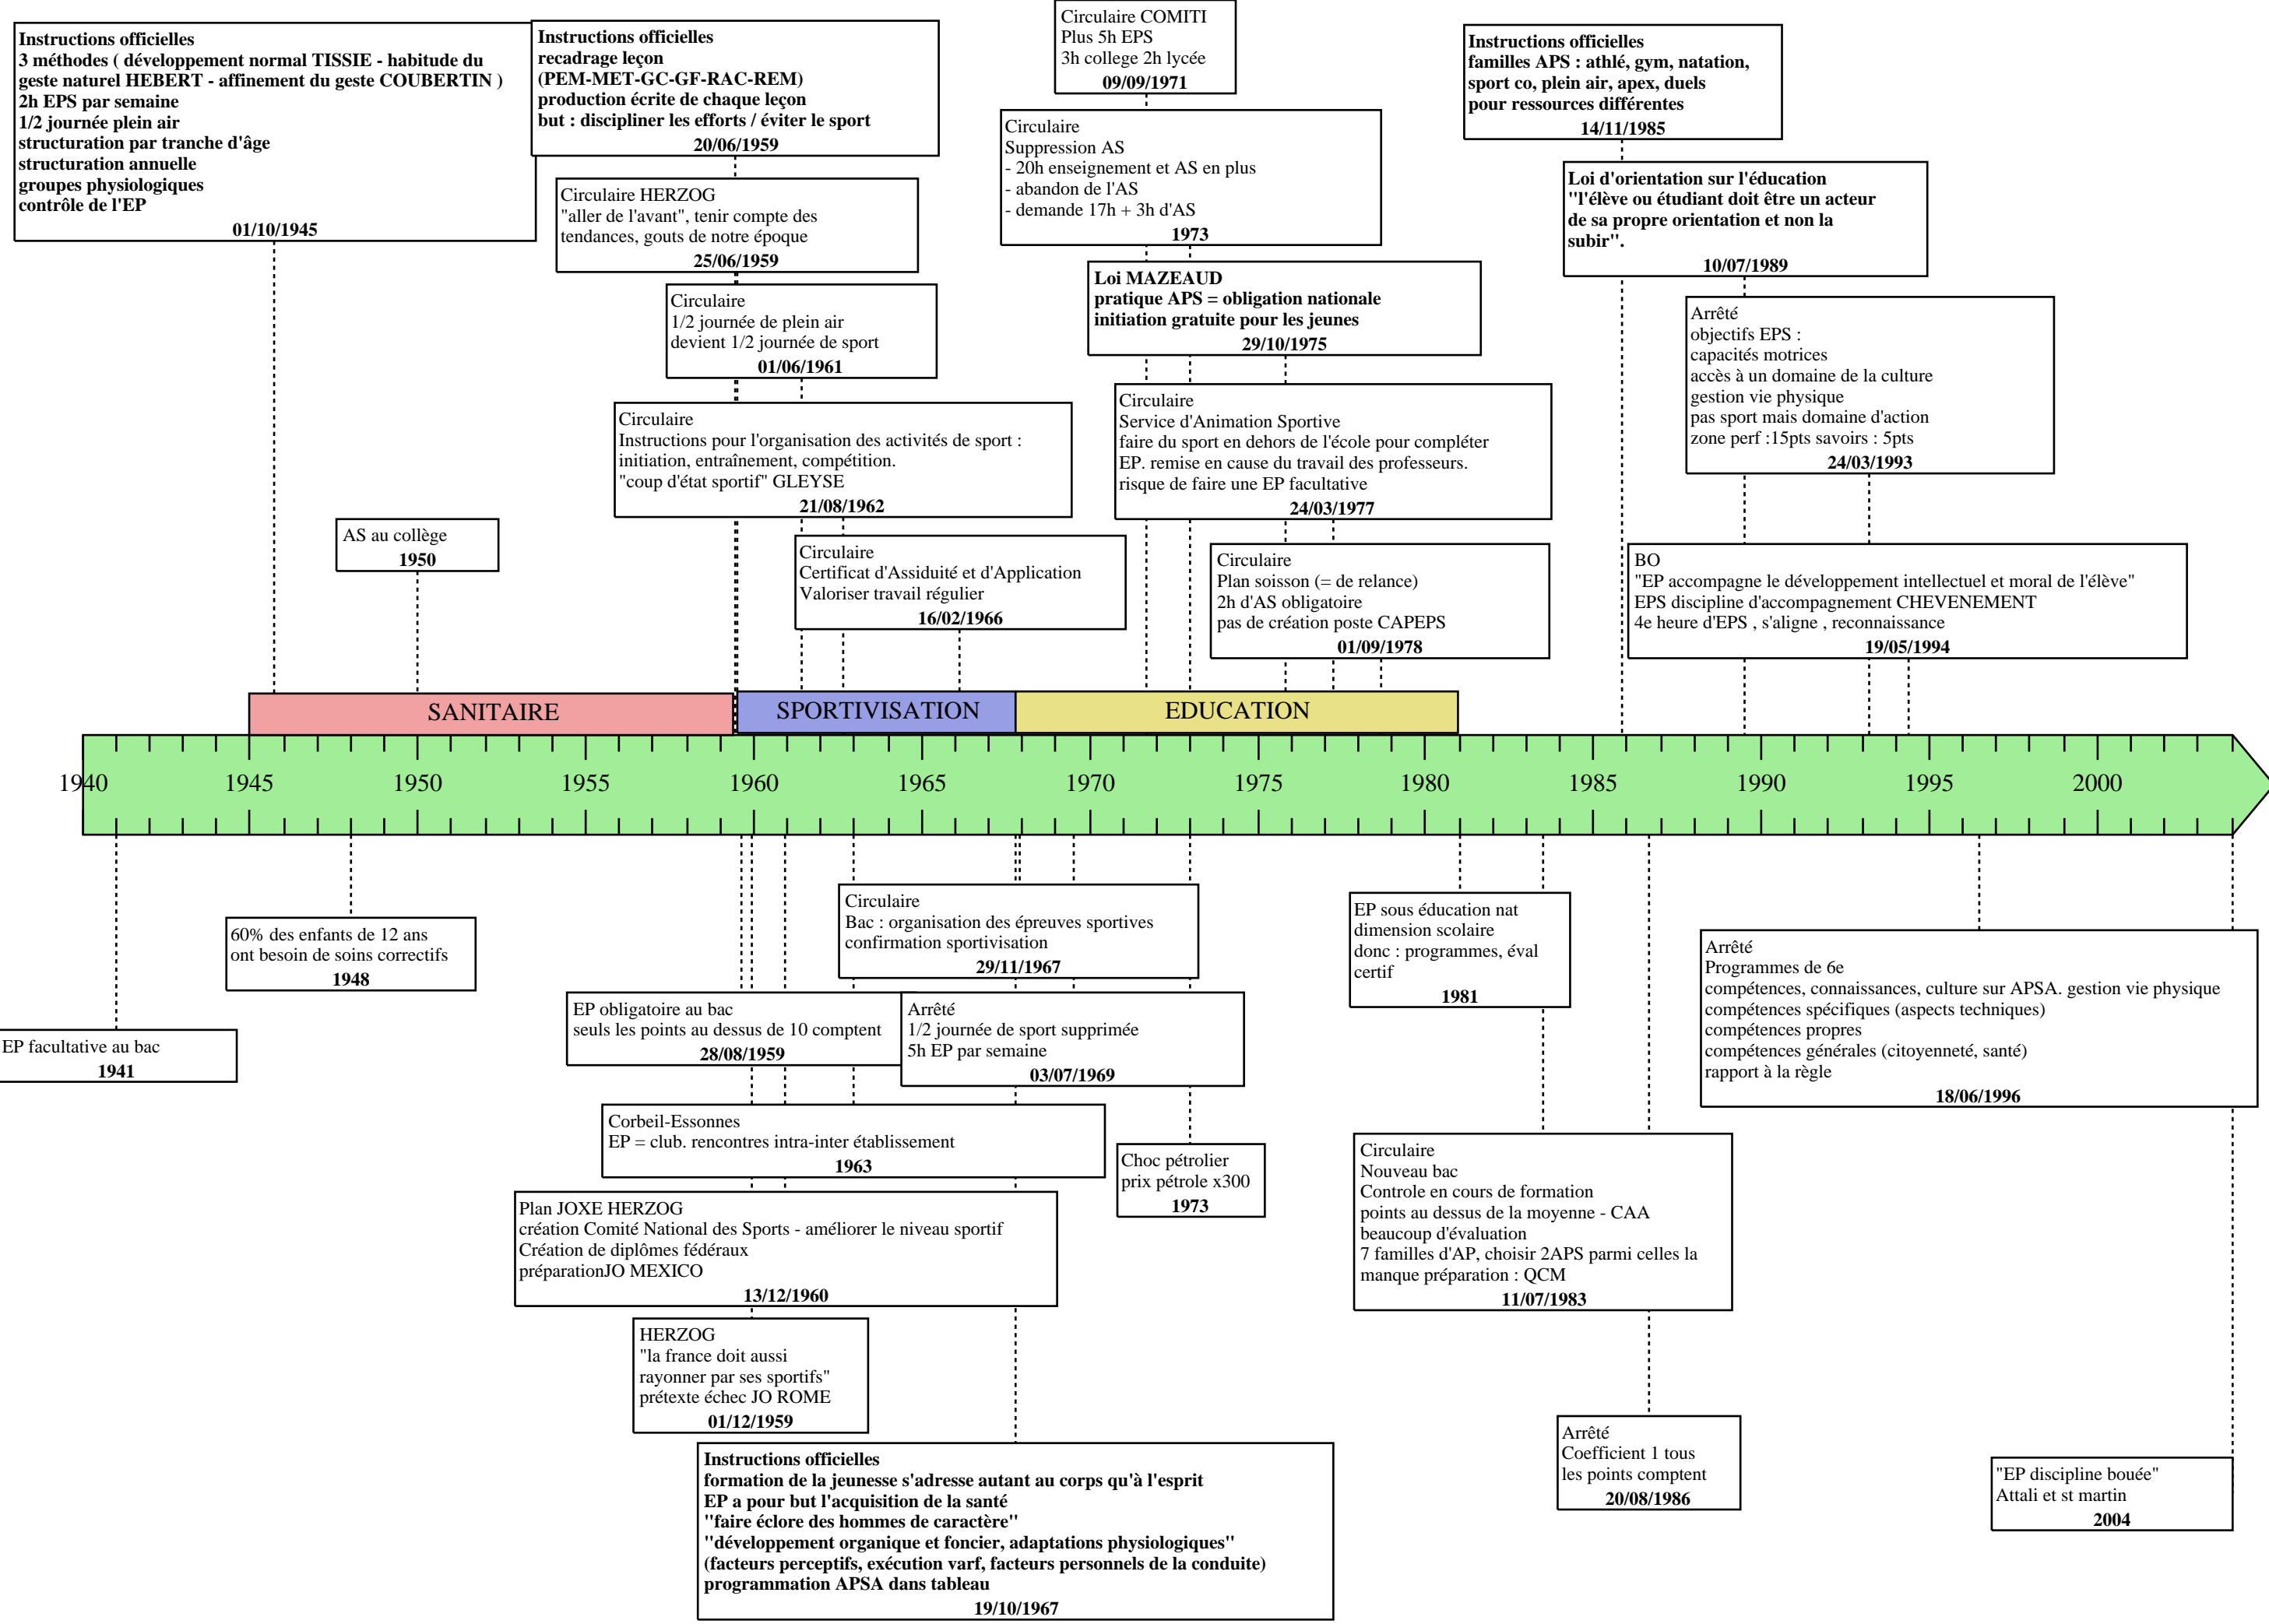 Instructions officielles
3 méthodes ( développement normal TISSIE - habitude du
geste naturel HEBERT - affinement du geste COUBERTIN )
2h EPS par semaine
1/2 journée plein air
structuration par tranche d'âge
structuration annuelle
groupes physiologiques
contrôle de l'EP
01/10/1945
Instructions officielles
recadrage leçon
(PEM-MET-GC-GF-RAC-REM)
production écrite de chaque leçon
but : discipliner les efforts / éviter le sport
20/06/1959
Circulaire HERZOG
"aller de l'avant", tenir compte des
tendances, gouts de notre époque
25/06/1959
Circulaire
1/2 journée de plein air
devient 1/2 journée de sport
01/06/1961
Circulaire
Instructions pour l'organisation des activités de sport :
initiation, entraînement, compétition.
"coup d'état sportif" GLEYSE
21/08/1962
AS au collège
1950
Circulaire
Certificat d'Assiduité et d'Application
Valoriser travail régulier
16/02/1966
Circulaire COMITI
Plus 5h EPS
3h college 2h lycée
09/09/1971
Circulaire
Suppression AS
- 20h enseignement et AS en plus
- abandon de l'AS
- demande 17h + 3h d'AS
1973
Loi MAZEAUD
pratique APS = obligation nationale
initiation gratuite pour les jeunes
29/10/1975
Circulaire
Service d'Animation Sportive
faire du sport en dehors de l'école pour compléter
EP. remise en cause du travail des professeurs.
risque de faire une EP facultative
24/03/1977
Circulaire
Plan soisson (= de relance)
2h d'AS obligatoire
pas de création poste CAPEPS
01/09/1978
Instructions officielles
familles APS : athlé, gym, natation,
sport co, plein air, apex, duels
pour ressources différentes
14/11/1985
Loi d'orientation sur l'éducation
"l'élève ou étudiant doit être un acteur
de sa propre orientation et non la
subir".
10/07/1989
Arrêté
objectifs EPS :
capacités motrices
accès à un domaine de la culture
gestion vie physique
pas sport mais domaine d'action
zone perf :15pts savoirs : 5pts
24/03/1993
BO
"EP accompagne le développement intellectuel et moral de l'élève"
EPS discipline d'accompagnement CHEVENEMENT
4e heure d'EPS , s'aligne , reconnaissance
19/05/1994
SANITAIRE
SPORTIVISATION
EDUCATION
1940 1945 1950 1955 1960 1965 1970 1975 1980 1985 1990 1995 2000
EP facultative au bac
1941
60% des enfants de 12 ans
ont besoin de soins correctifs
1948
Circulaire
Bac : organisation des épreuves sportives
confirmation sportivisation
29/11/1967
EP obligatoire au bac
seuls les points au dessus de 10 comptent
28/08/1959
Arrêté
1/2 journée de sport supprimée
5h EP par semaine
03/07/1969
Corbeil-Essonnes
EP = club. rencontres intra-inter établissement
1963
Choc pétrolier
prix pétrole x300
1973
Plan JOXE HERZOG
création Comité National des Sports - améliorer le niveau sportif
Création de diplômes fédéraux
préparationJO MEXICO
13/12/1960
HERZOG
"la france doit aussi
rayonner par ses sportifs"
prétexte échec JO ROME
01/12/1959
Instructions officielles
formation de la jeunesse s'adresse autant au corps qu'à l'esprit
EP a pour but l'acquisition de la santé
"faire éclore des hommes de caractère"
"développement organique et foncier, adaptations physiologiques"
(facteurs perceptifs, exécution varf, facteurs personnels de la conduite)
programmation APSA dans tableau
19/10/1967
EP sous éducation nat
dimension scolaire
donc : programmes, éval
certif
1981
Circulaire
Nouveau bac
Controle en cours de formation
points au dessus de la moyenne - CAA
beaucoup d'évaluation
7 familles d'AP, choisir 2APS parmi celles la
manque préparation : QCM
11/07/1983
Arrêté
Coefficient 1 tous
les points comptent
20/08/1986
Arrêté
Programmes de 6e
compétences, connaissances, culture sur APSA. gestion vie physique
compétences spécifiques (aspects techniques)
compétences propres
compétences générales (citoyenneté, santé)
rapport à la règle
18/06/1996
"EP discipline bouée"
Attali et st martin
2004